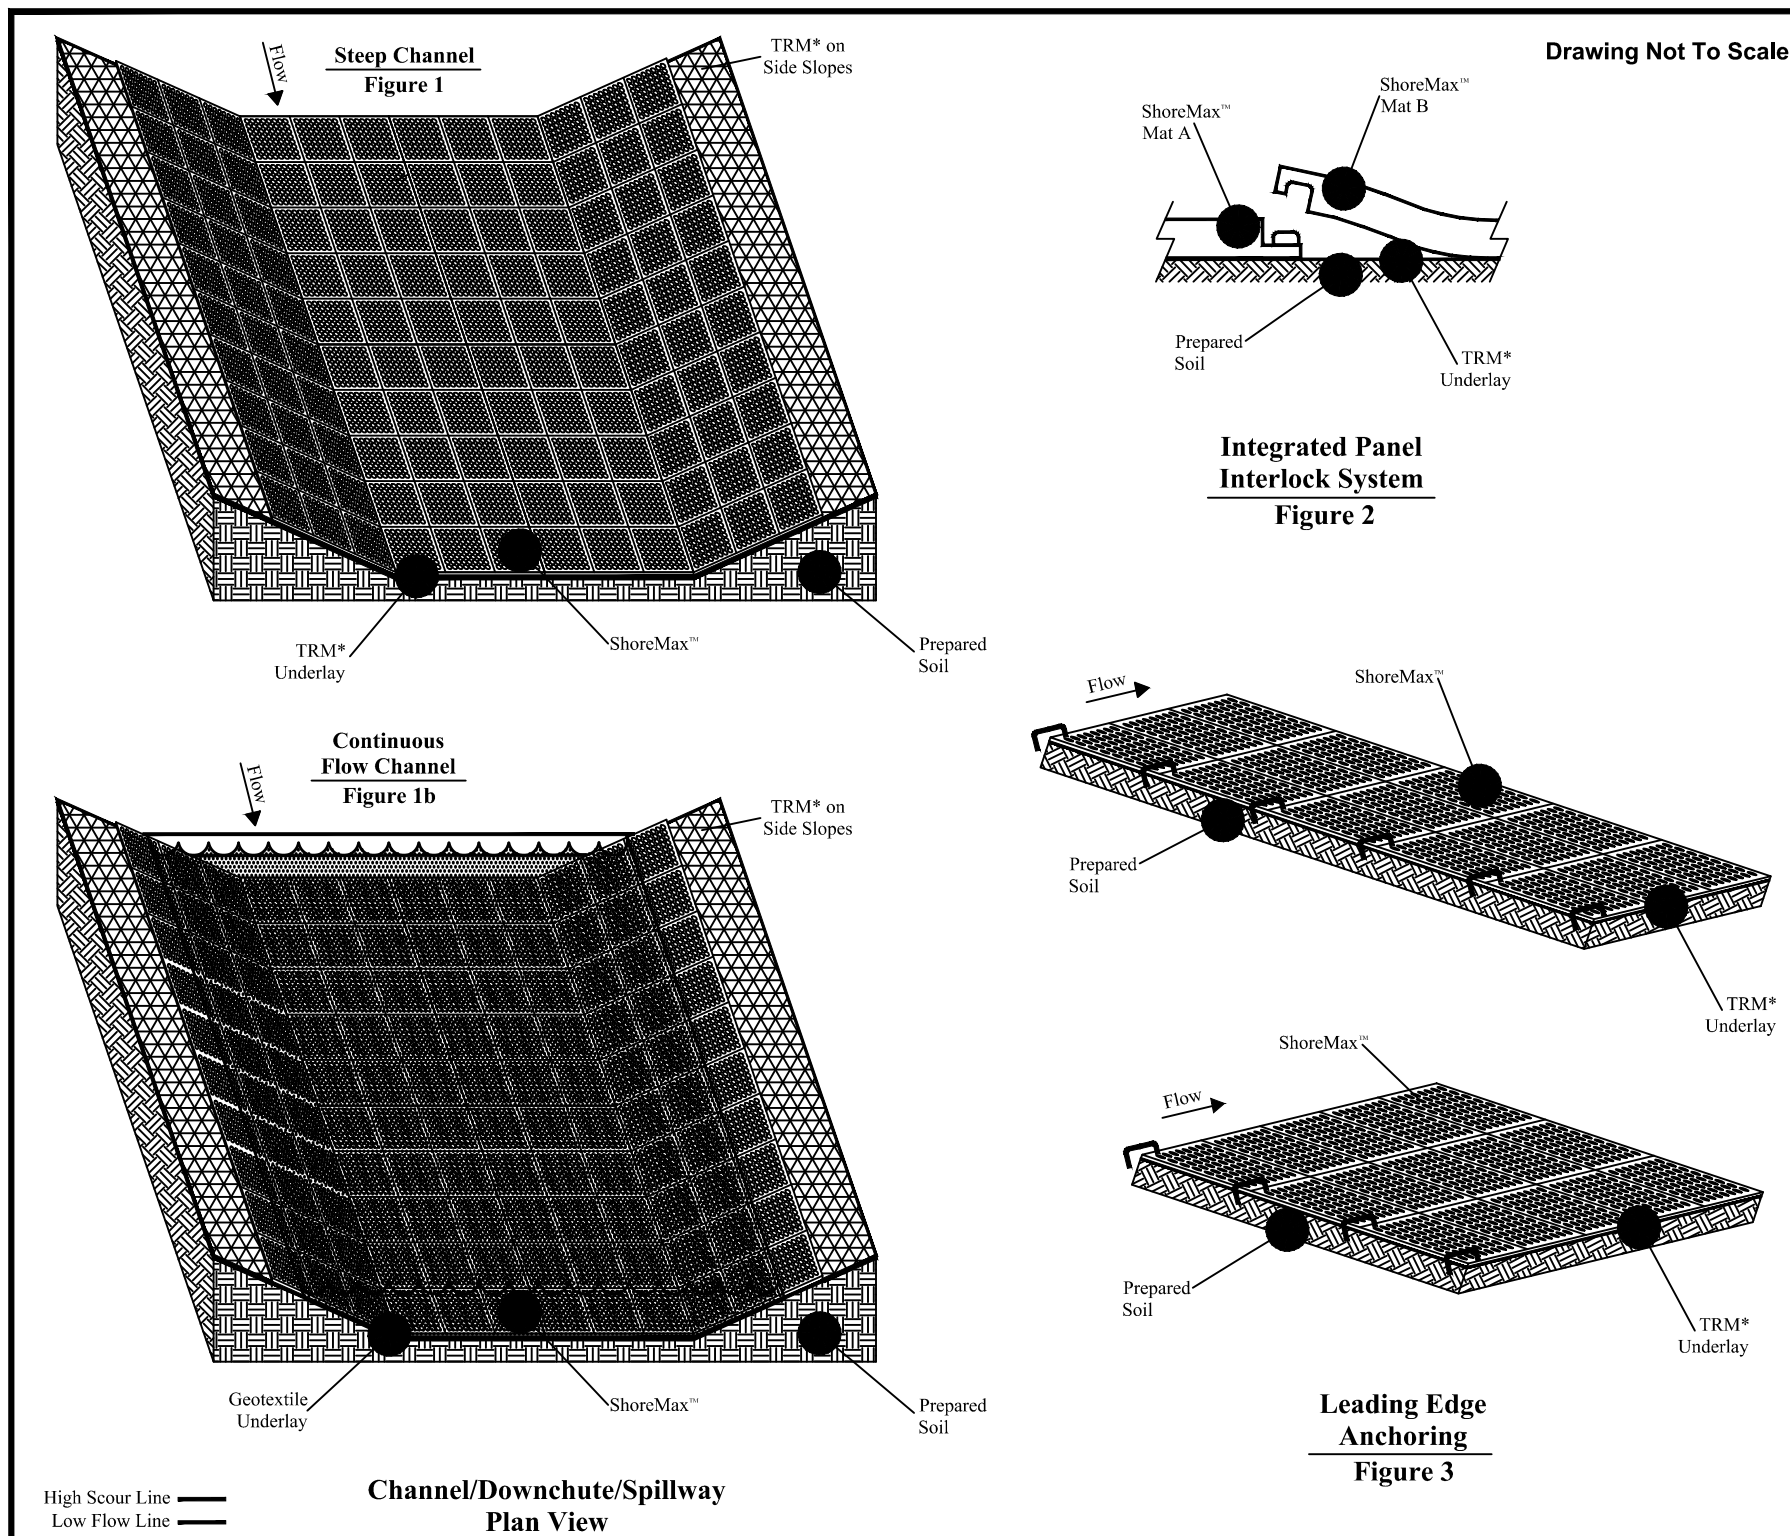 Drawing Not To Scale
Flow
Steep Channel
Figure 1
TRM* on
Side Slopes
TRM*
Underlay
ShoreMax™
Prepared
Soil
Continuous
Flow Channel
Figure 1b
Flow
TRM* on
Side Slopes
Geotextile
Underlay
ShoreMax™
Prepared
Soil
High Scour Line
Low Flow Line
Channel/Downchute/Spillway
Plan View
ShoreMax™
Mat A
ShoreMax™
Mat B
Prepared
Soil
TRM*
Underlay
Integrated Panel
Interlock System
Figure 2
Flow
ShoreMax™
Prepared
Soil
TRM*
Underlay
ShoreMax™
Flow
Prepared
Soil
TRM*
Underlay
Leading Edge
Anchoring
Figure 3